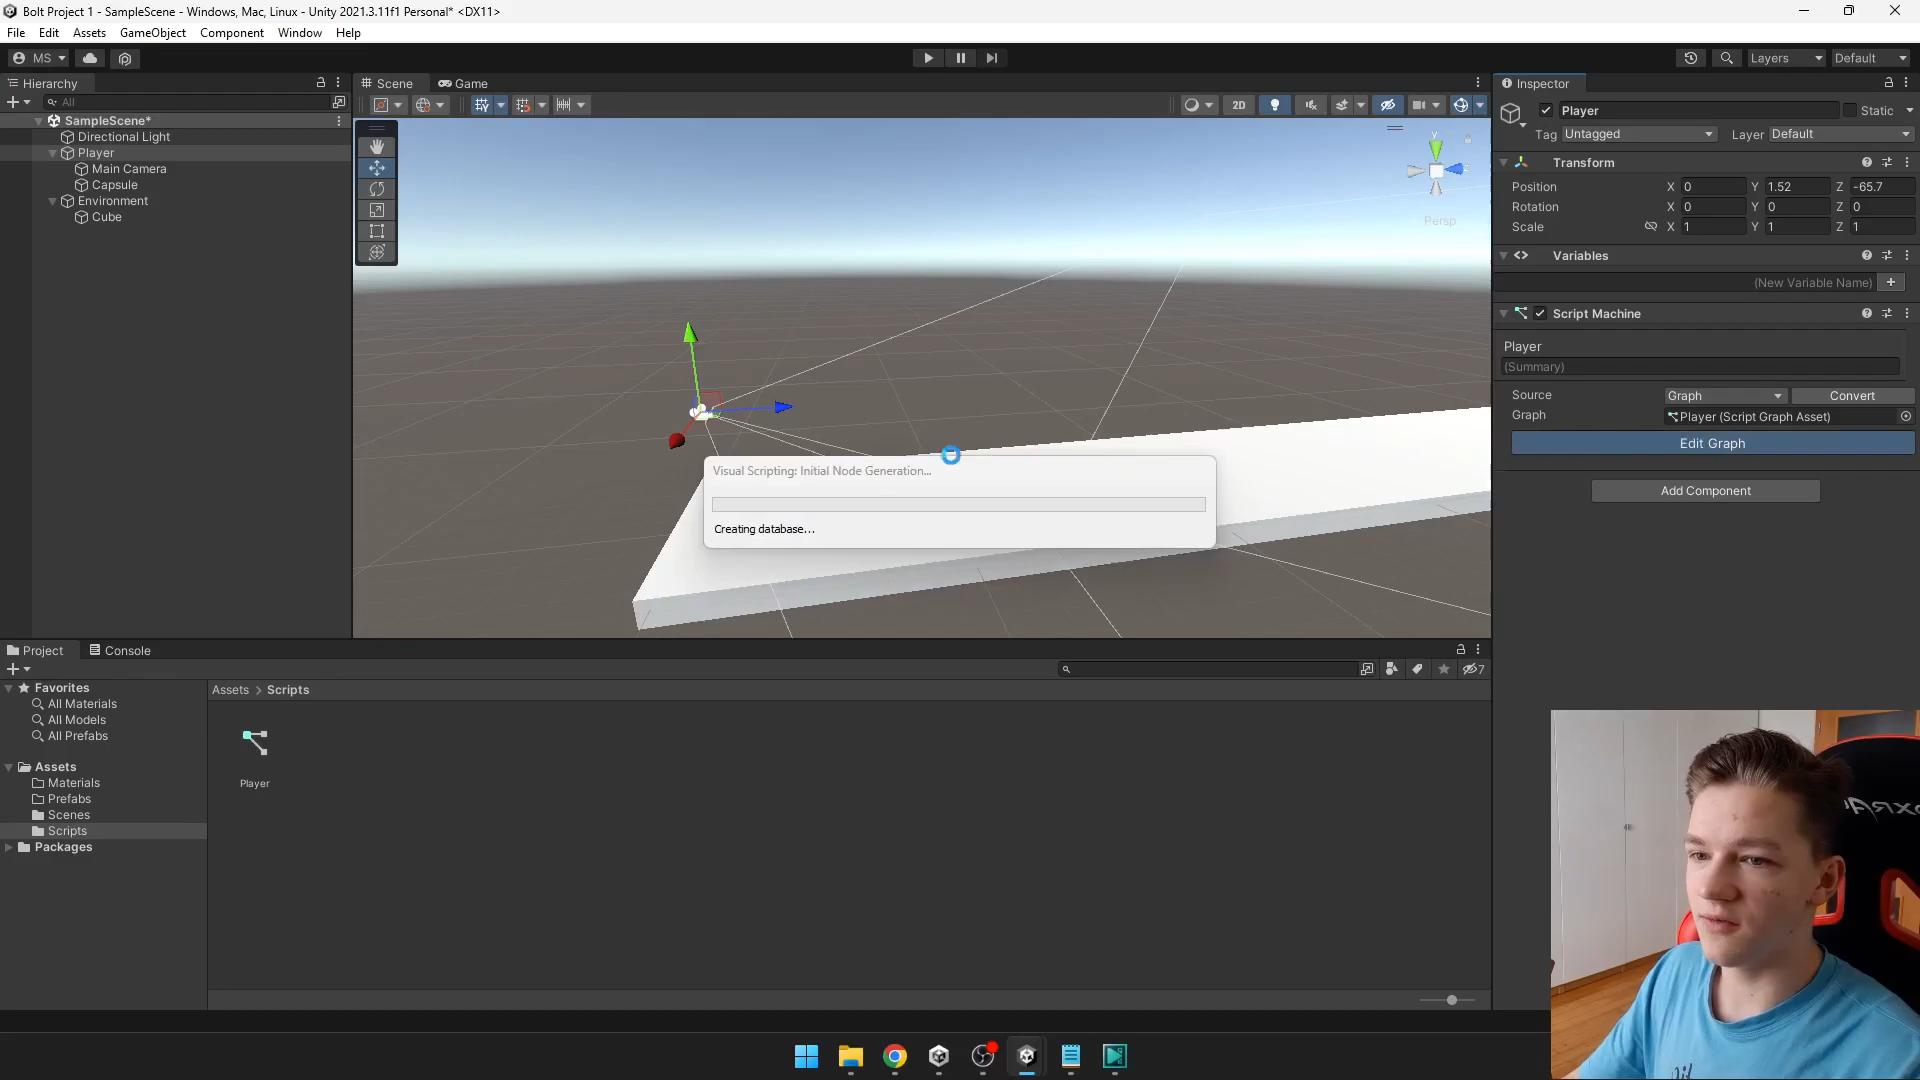 Bolt Project 1 - SampleScene - Windows, Mac, Linux - Unity 2021.3.11f1 Personal* <DX11>
File Edit Assets GameObject Component Window Help
MS Layers Default
Hierarchy
All
SampleScene*
Directional Light
Player
Main Camera
Capsule
Environment
Cube
Scene Game
2D
y
Persp
Visual Scripting: Initial Node Generation...
Creating database...
Inspector
Player Static
Tag Untagged Layer Default
Transform
Position X 0 Y 1.52 Z -65.7
Rotation X 0 Y 0 Z 0
Scale X 1 Y 1 Z 1
Variables
(New Variable Name)
Script Machine
Player
(Summary)
Source Graph Convert
Graph Player (Script Graph Asset)
Edit Graph
Add Component
Project Console
7
Favorites
All Materials
All Models
All Prefabs
Assets
Materials
Prefabs
Scenes
Scripts
Packages
Assets > Scripts
Player